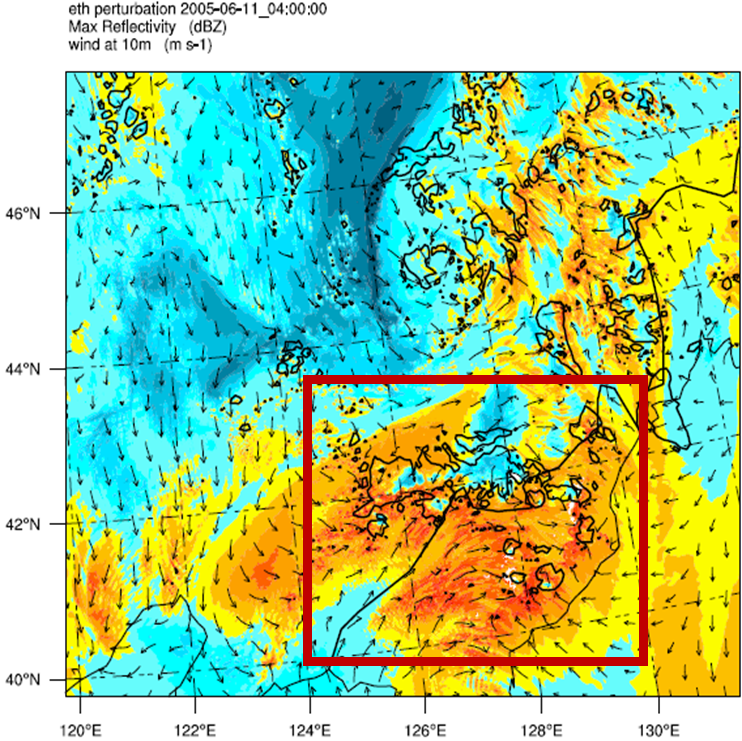 eth perturbation 2005-06-11_04:00:00
Max Reflectivity (dBZ)
wind at 10m (m s-1)
46°N
44°N
42°N
40°N
120°E 122°E 124°E 126°E 128°E 130°E